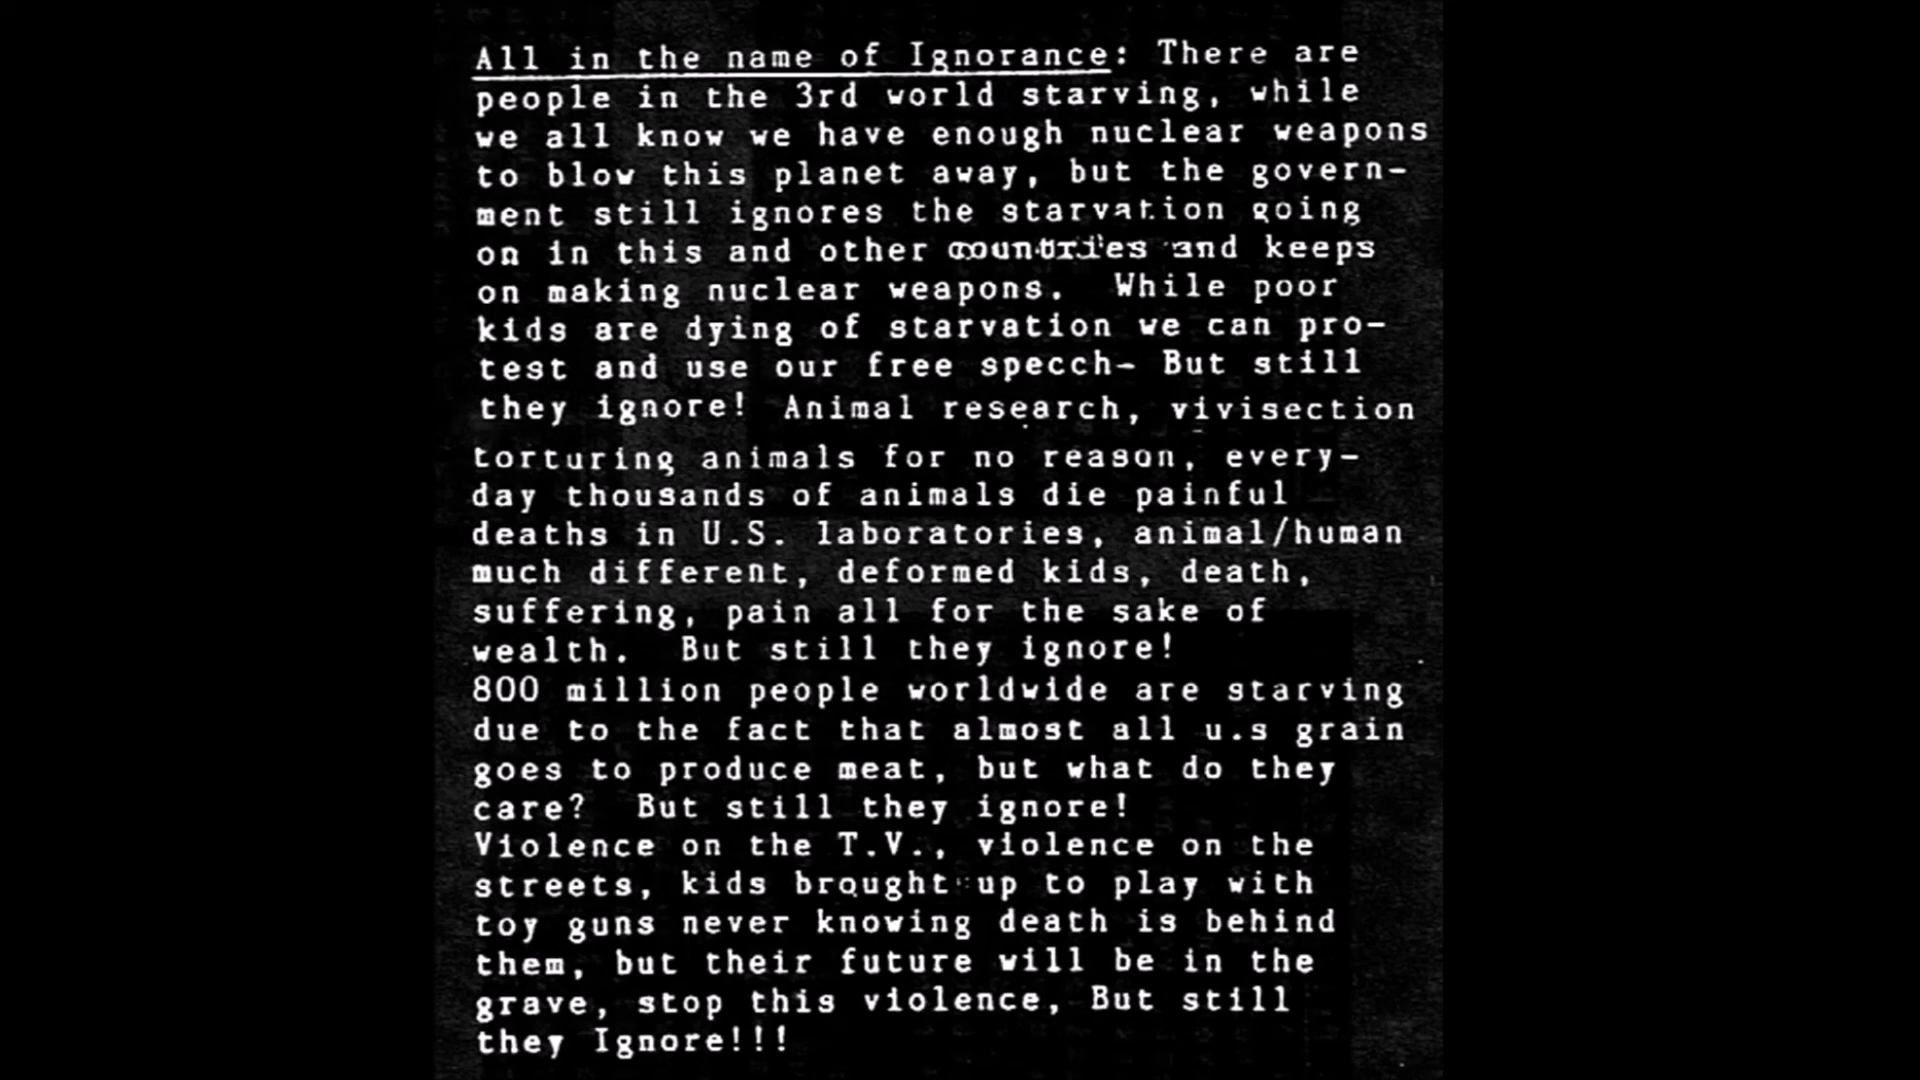 All in the name of Ignorance: There are
people in the 3rd world starving, while
we all know we have enough nuclear weapons
to blow this planet away, but the govern-
ment still ignores the starvation going
on in this and other countries and keeps
on making nuclear weapons. While poor
kids are dying of starvation we can pro-
test and use our free specch- But still
they ignore! Animal research, vivisection
torturing animals for no reason, every-
day thousands of animals die painful
deaths in U.S. laboratories, animal/human
much different, deformed kids, death,
suffering, pain all for the sake of
wealth. But still they ignore!
800 million people worldwide are starving
due to the fact that almost all u.s grain
goes to produce meat, but what do they
care? But still they ignore!
Violence on the T.V., violence on the
streets, kids brought up to play with
toy guns never knowing death is behind
them, but their future will be in the
grave, stop this violence, But still
they Ignore!!!